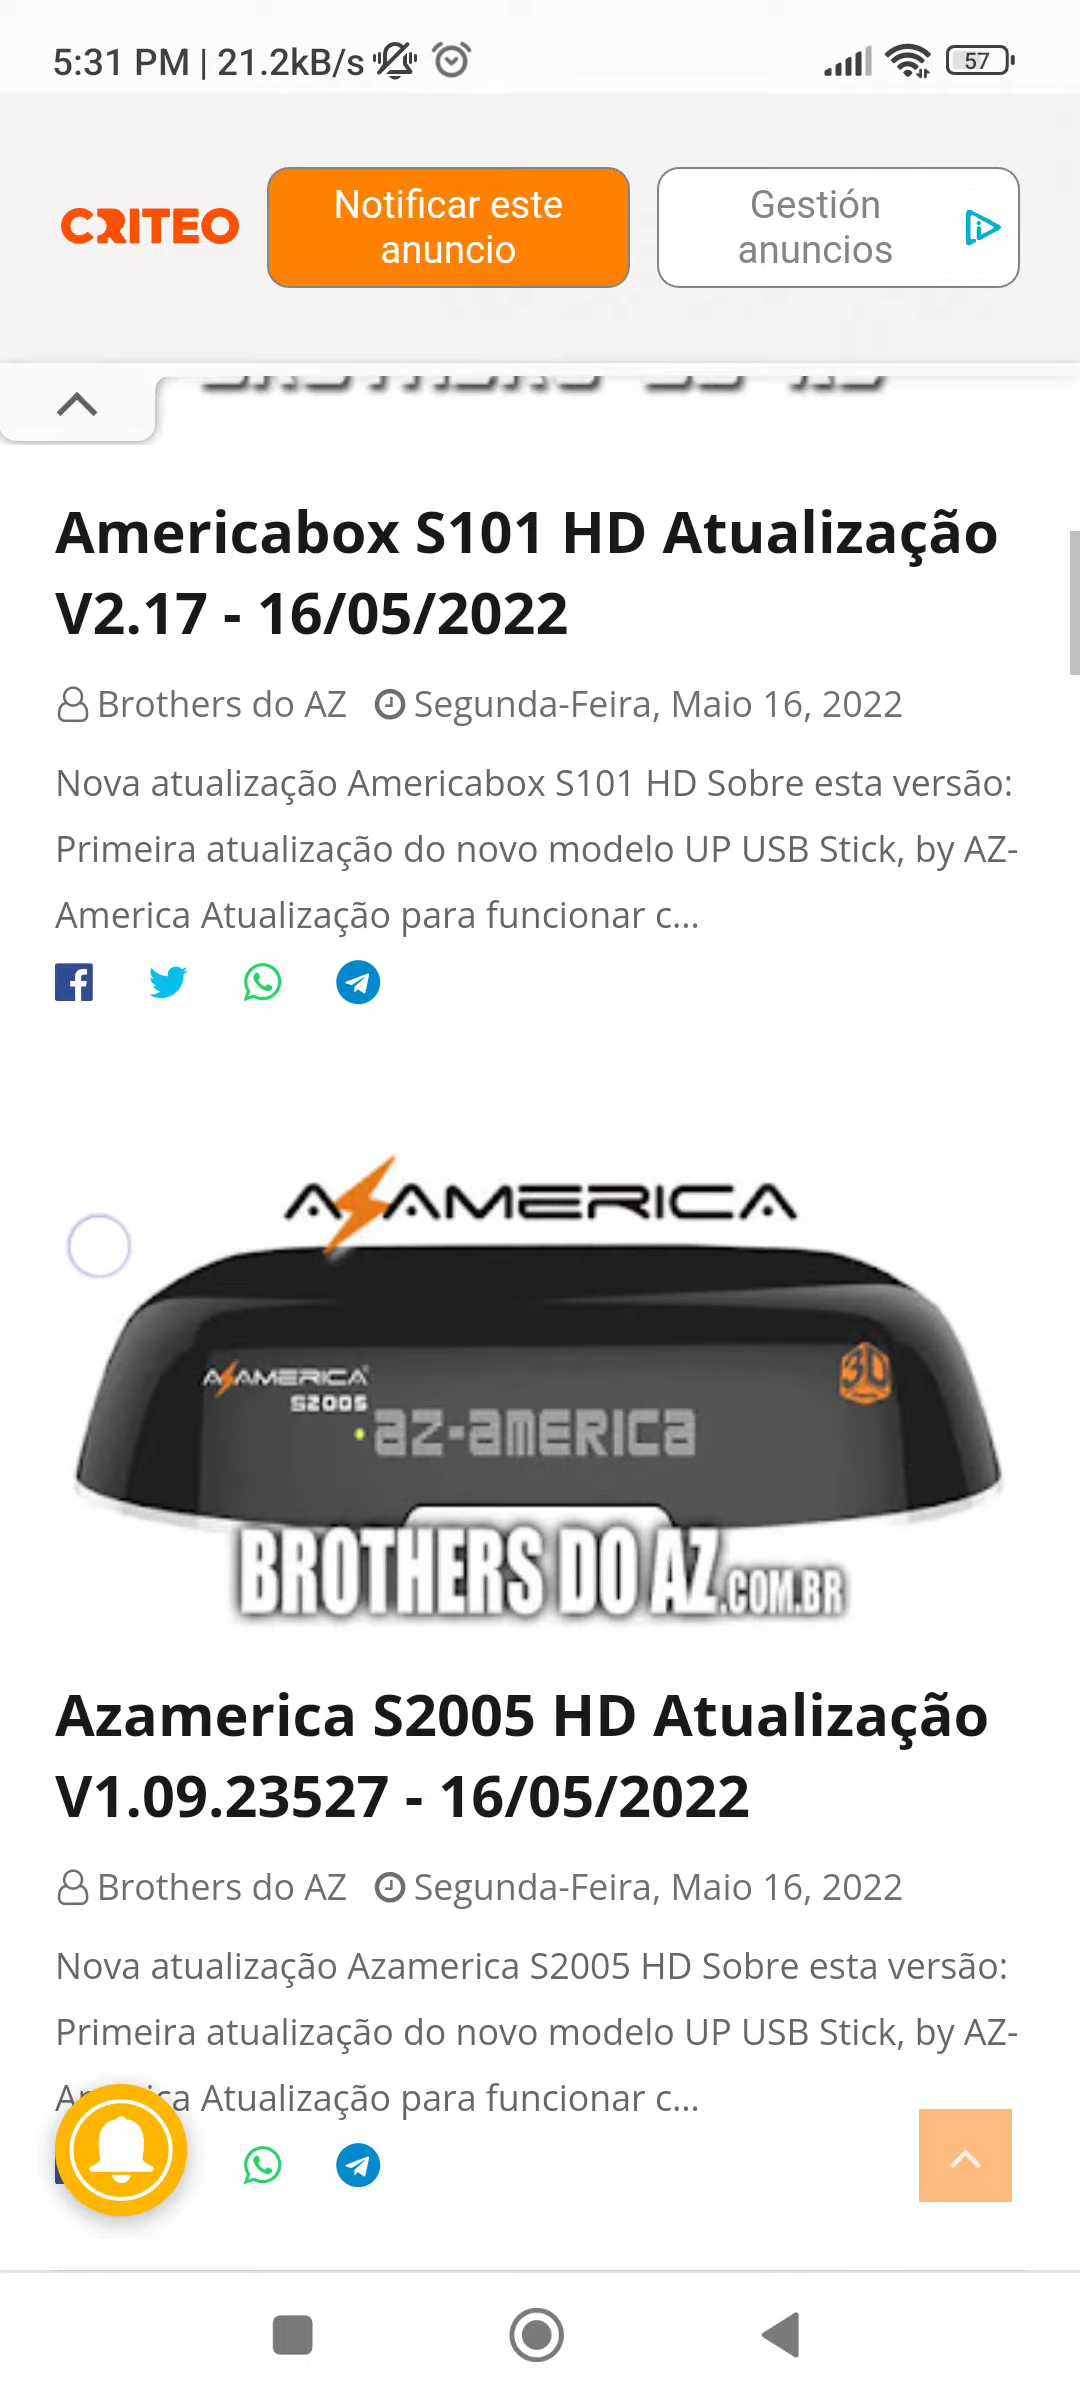 5:31 PM | 21.2kB/s
57
CRITEO
Notificar este
anuncio
Gestión
anuncios
Americabox S101 HD Atualização
V2.17 - 16/05/2022
Brothers do AZ Segunda-Feira, Maio 16, 2022
Nova atualização Americabox S101 HD Sobre esta versão:
Primeira atualização do novo modelo UP USB Stick, by AZ-
America Atualização para funcionar c...
AZAMERICA
AZAMERICA
S2005
3D
az-america
BROTHERS DO AZ.COM.BR
Azamerica S2005 HD Atualização
V1.09.23527 - 16/05/2022
Brothers do AZ Segunda-Feira, Maio 16, 2022
Nova atualização Azamerica S2005 HD Sobre esta versão:
Primeira atualização do novo modelo UP USB Stick, by AZ-
Atualização para funcionar c...